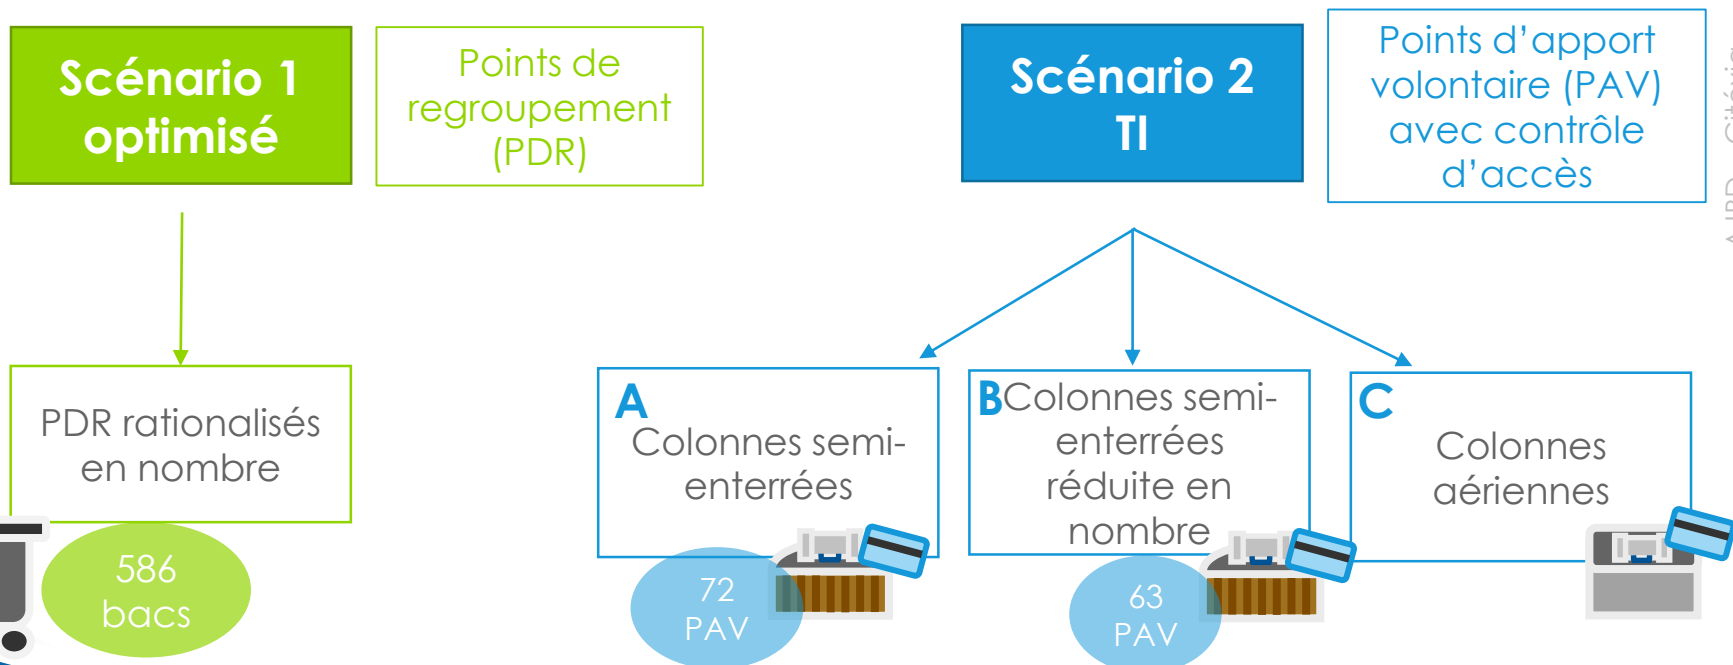 Scénario 1
optimisé
Points de
regroupement
(PDR)
Scénario 2
TI
Points d’apport
volontaire (PAV)
avec contrôle
d’accès
PDR rationalisés
en nombre
586
bacs
A
Colonnes semi-
enterrées
72
PAV
B
Colonnes semi-
enterrées
réduite en
nombre
63
PAV
C
Colonnes
aériennes